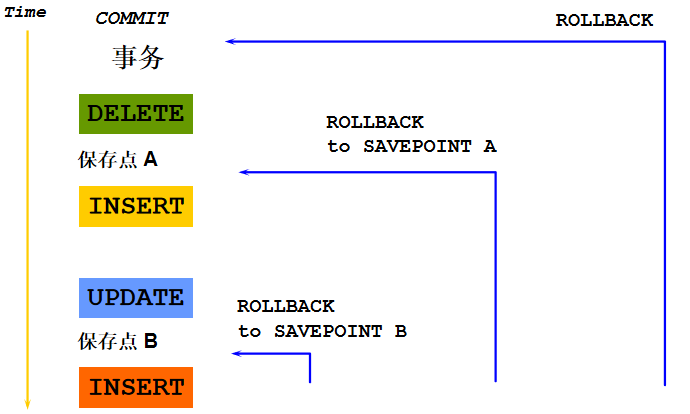 Time
COMMIT
ROLLBACK
事务
DELETE
ROLLBACK
to SAVEPOINT A
保存点 A
INSERT
UPDATE
ROLLBACK
to SAVEPOINT B
保存点 B
INSERT